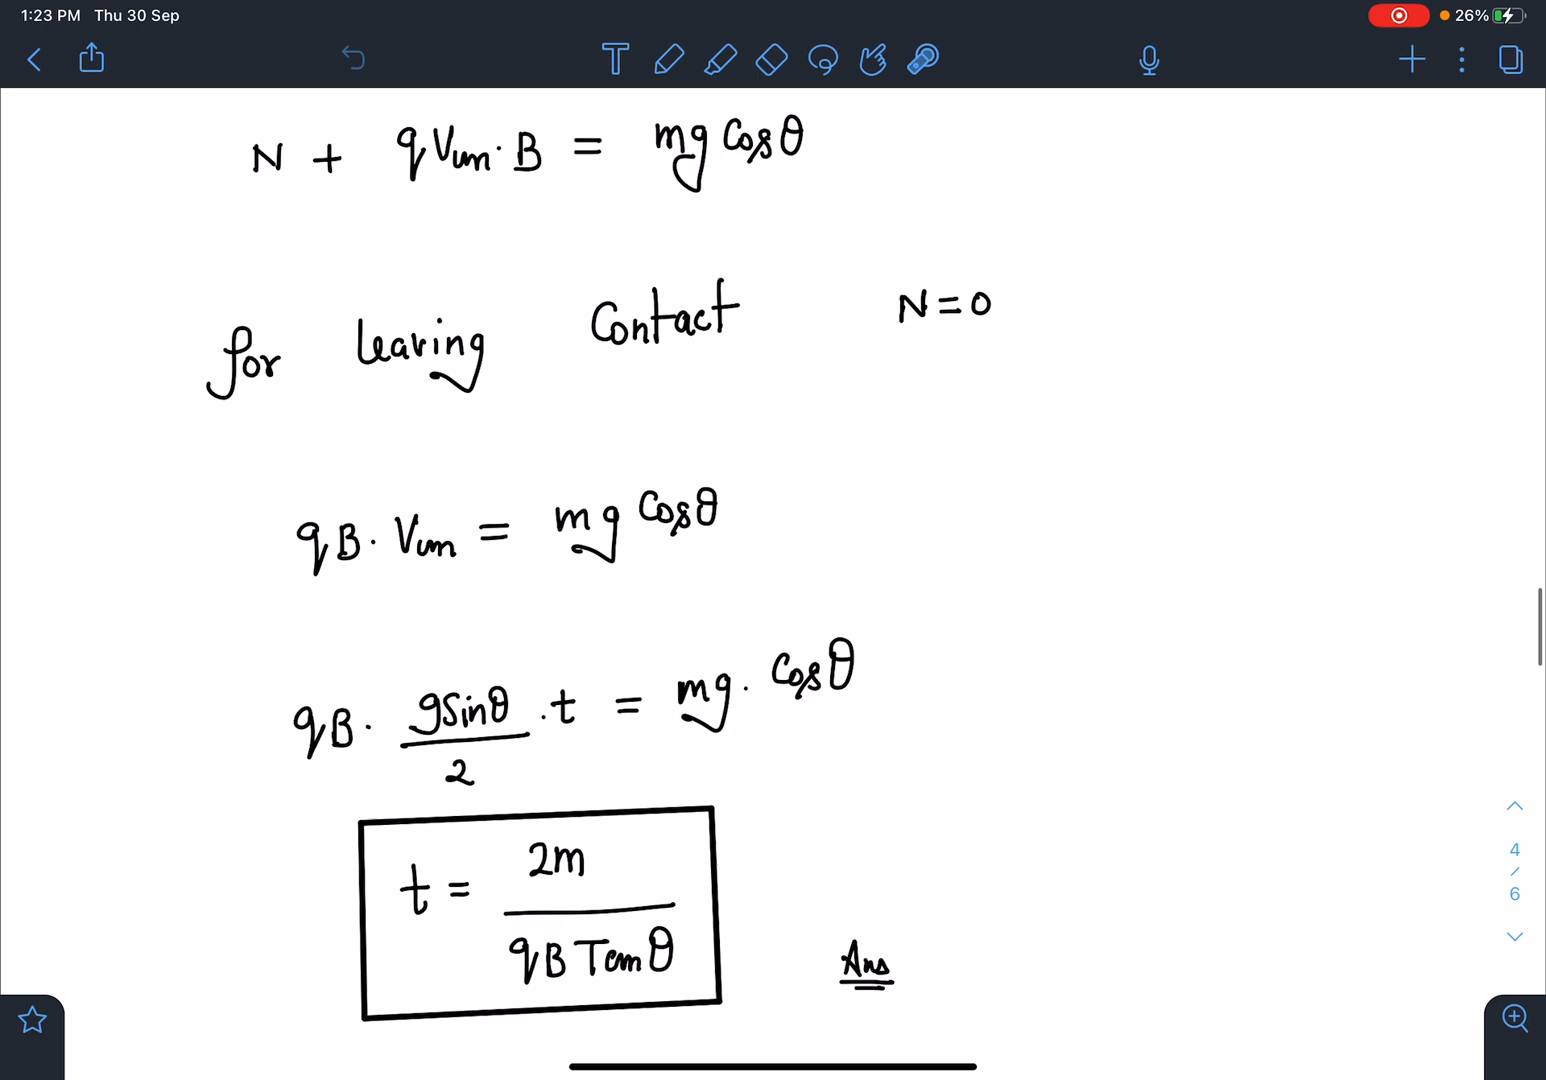 1:23 PM Thu 30 Sep
26%
N + qVcm · B = mg Cosθ
for leaving Contact N = 0
qB · Vcm = mg Cosθ
qB · gSinθ/2 · t = mg · Cosθ
t = 2m / qB Tanθ
Ans
4 / 6